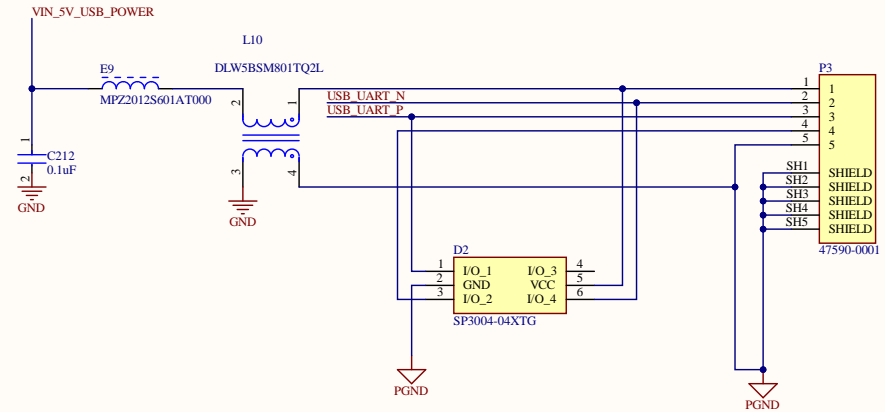 VIN_5V_USB_POWER
L10
DLW5BSM801TQ2L
E9
MPZ2012S601AT000
2
1
3
4
1
C212
0.1uF
2
GND
GND
USB_UART_N
USB_UART_P
P3
1 1
2 2
3 3
4 4
5 5
SH1 SHIELD
SH2 SHIELD
SH3 SHIELD
SH4 SHIELD
SH5 SHIELD
47590-0001
D2
1 I/O_1 I/O_3 4
2 GND VCC 5
3 I/O_2 I/O_4 6
SP3004-04XTG
PGND
PGND